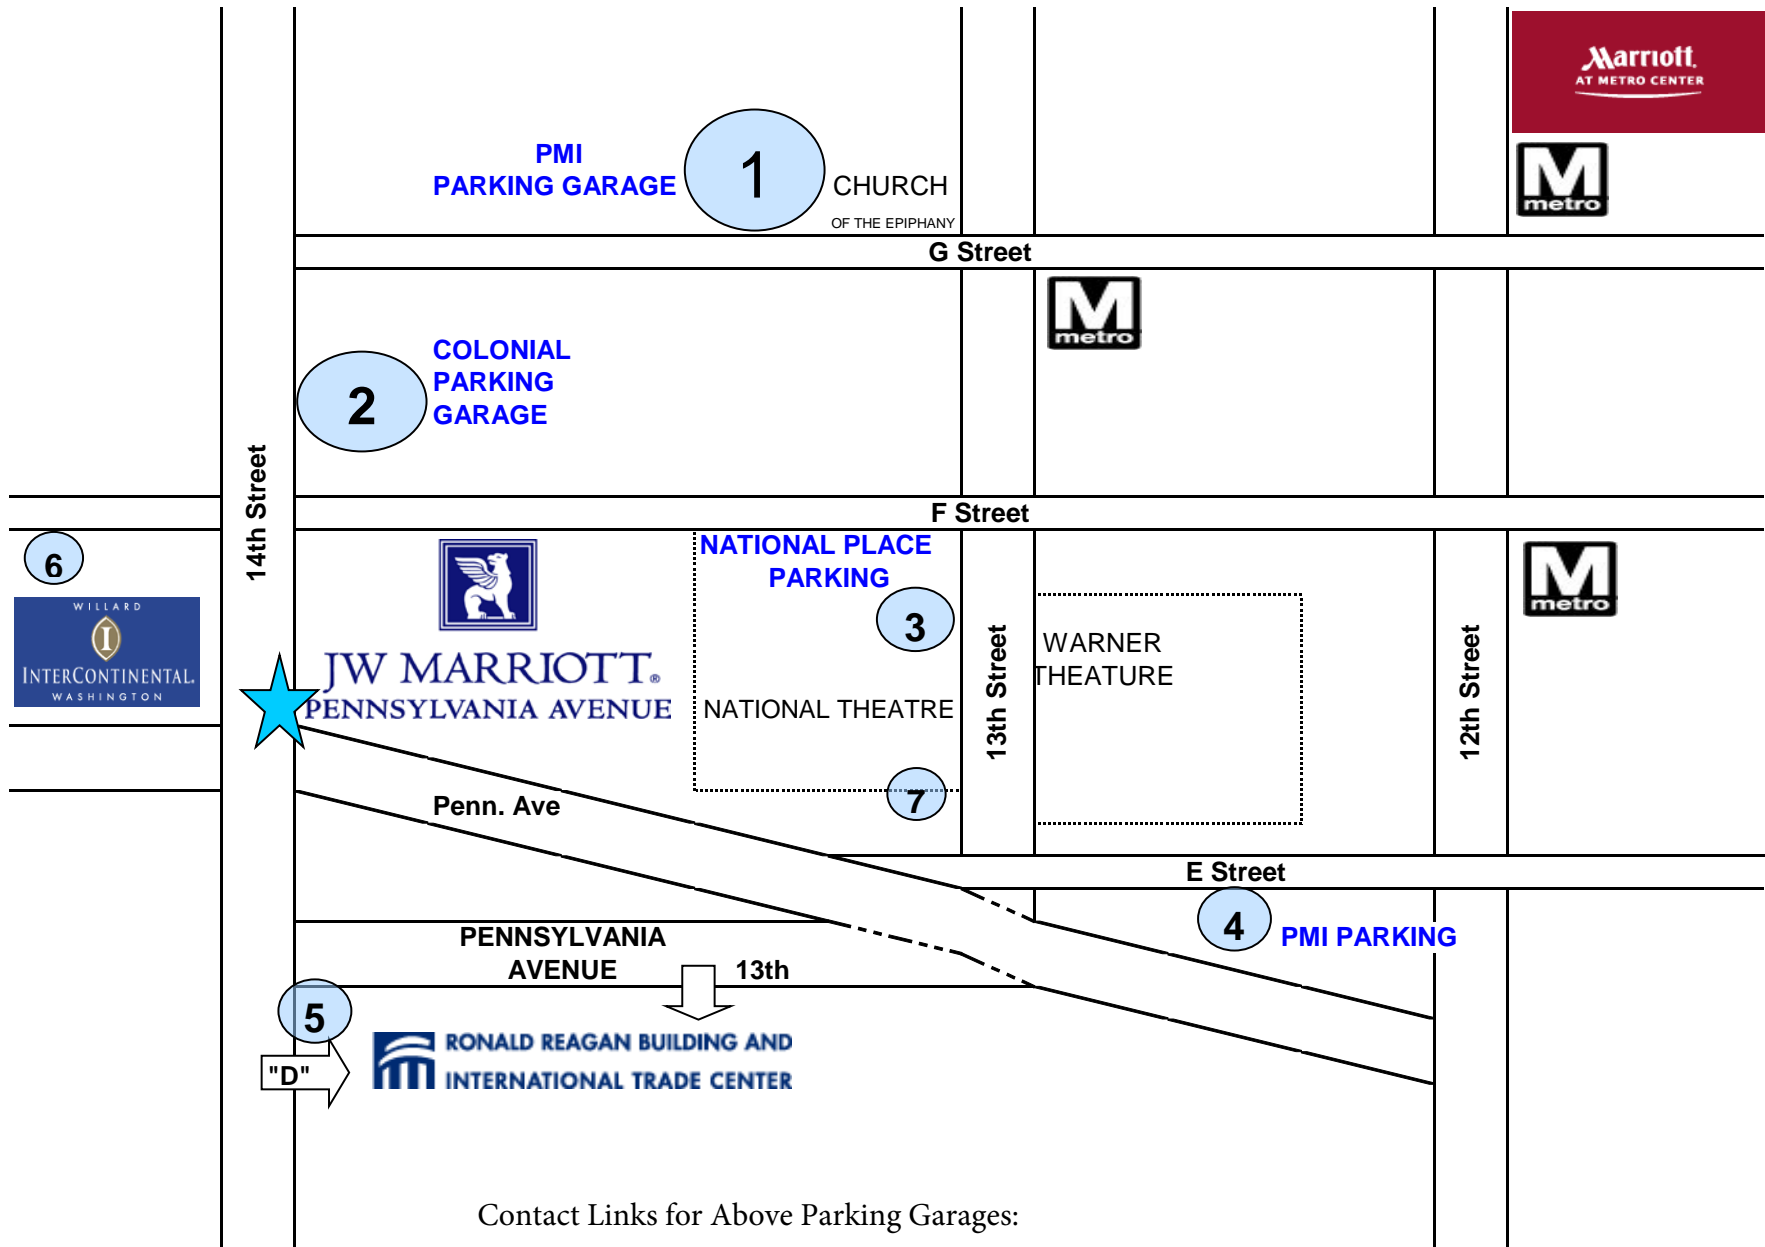 Marriott.
AT METRO CENTER
PMI
PARKING GARAGE
1
CHURCH
OF THE EPIPHANY
M
metro
G Street
M
metro
COLONIAL
PARKING
GARAGE
2
14th Street
F Street
6
WILLARD
I
INTERCONTINENTAL.
WASHINGTON
JW MARRIOTT®
PENNSYLVANIA AVENUE
NATIONAL PLACE
PARKING
3
NATIONAL THEATRE
7
13th Street
WARNER
THEATURE
12th Street
M
metro
Penn. Ave
E Street
4
PMI PARKING
PENNSYLVANIA
AVENUE
13th
5
"D"
RONALD REAGAN BUILDING AND
INTERNATIONAL TRADE CENTER
Contact Links for Above Parking Garages: